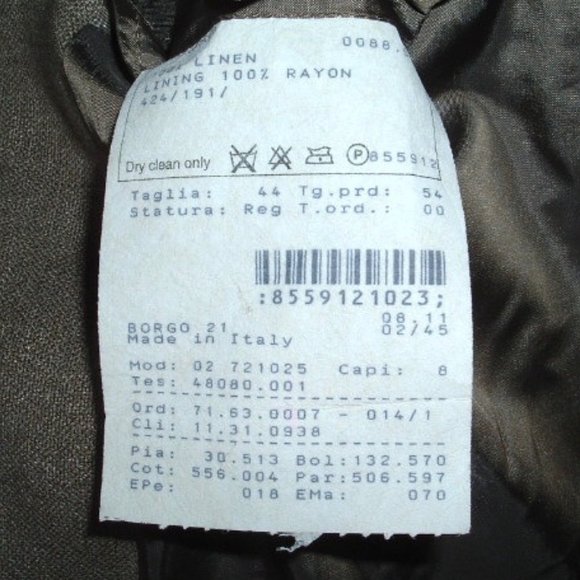 LINEN 0088.
LINING 100% RAYON
424/191/
Dry clean only P 855912
Taglia: 44 Tg.prd: 54
Statura: Reg T.ord.: 00
:8559121023;
08.11
BORGO 21 02/45
Made in Italy
Mod: 02 721025 Capi: 8
Tes: 48080.001
Ord: 71.63.0007 - 014/1
Cli: 11.31.0938
Pia: 30.513 Bol:132.570
Cot: 556.004 Par:506.597
EPe: 018 EMa: 070